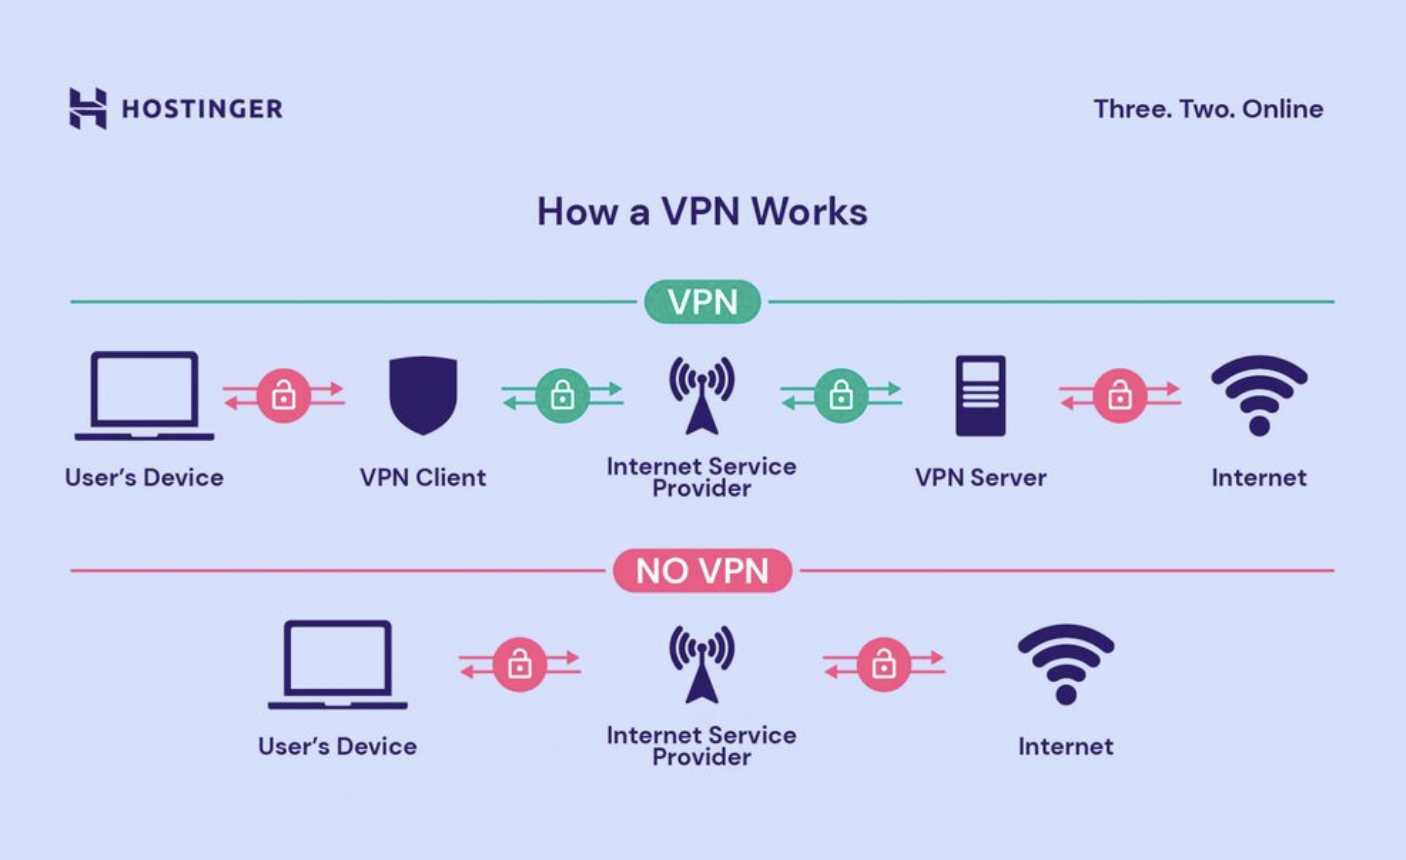 HOSTINGER
Three. Two. Online
How a VPN Works
VPN
User’s Device
VPN Client
Internet Service
Provider
VPN Server
Internet
NO VPN
User’s Device
Internet Service
Provider
Internet